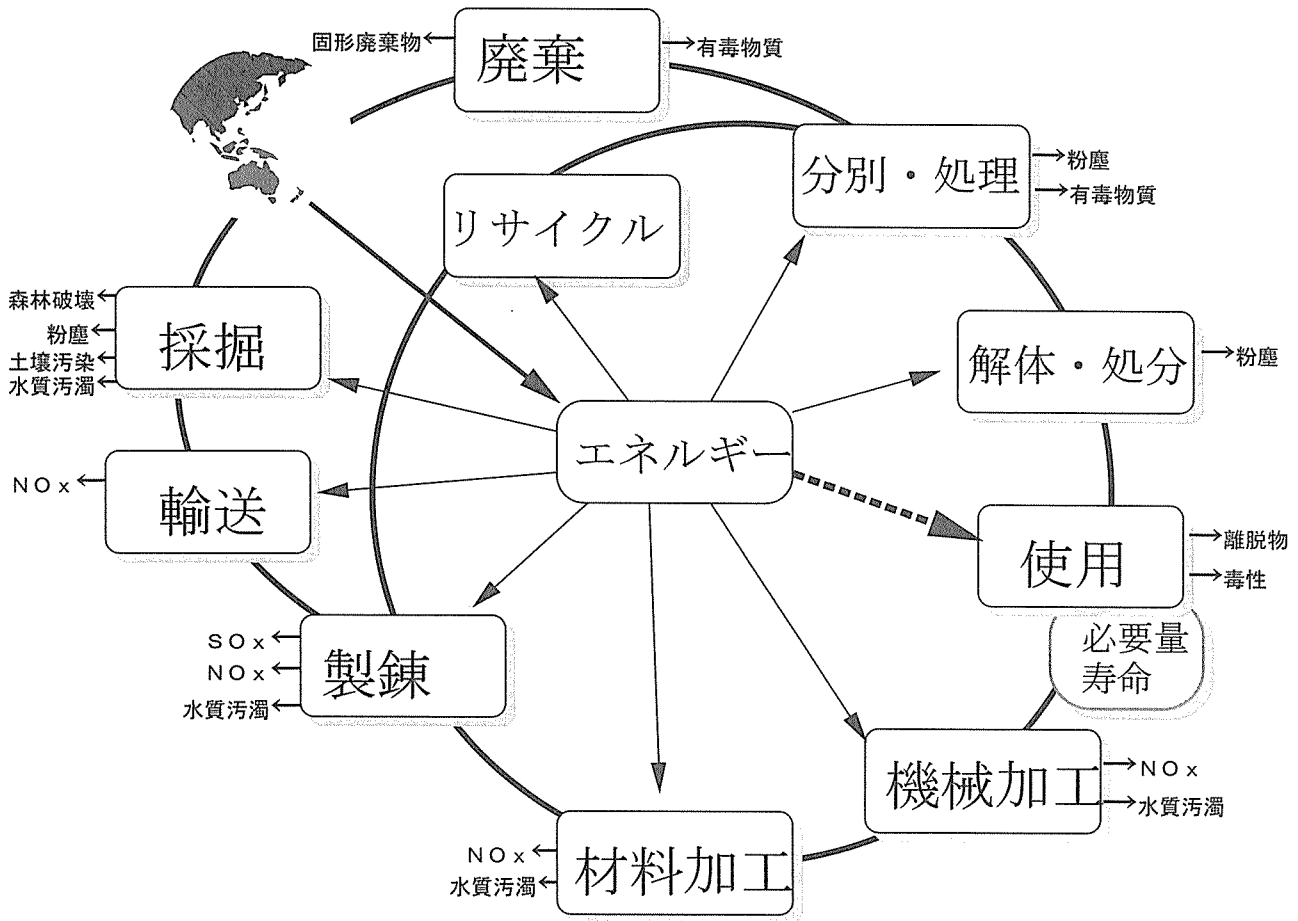 固形廃棄物
廃棄
有毒物質
分別・処理
粉塵
有毒物質
リサイクル
森林破壊
粉塵
土壌汚染
水質汚濁
採掘
解体・処分
粉塵
エネルギー
NOx
輸送
使用
離脱物
毒性
必要量
寿命
SOx
NOx
水質汚濁
製錬
機械加工
NOx
水質汚濁
NOx
水質汚濁
材料加工